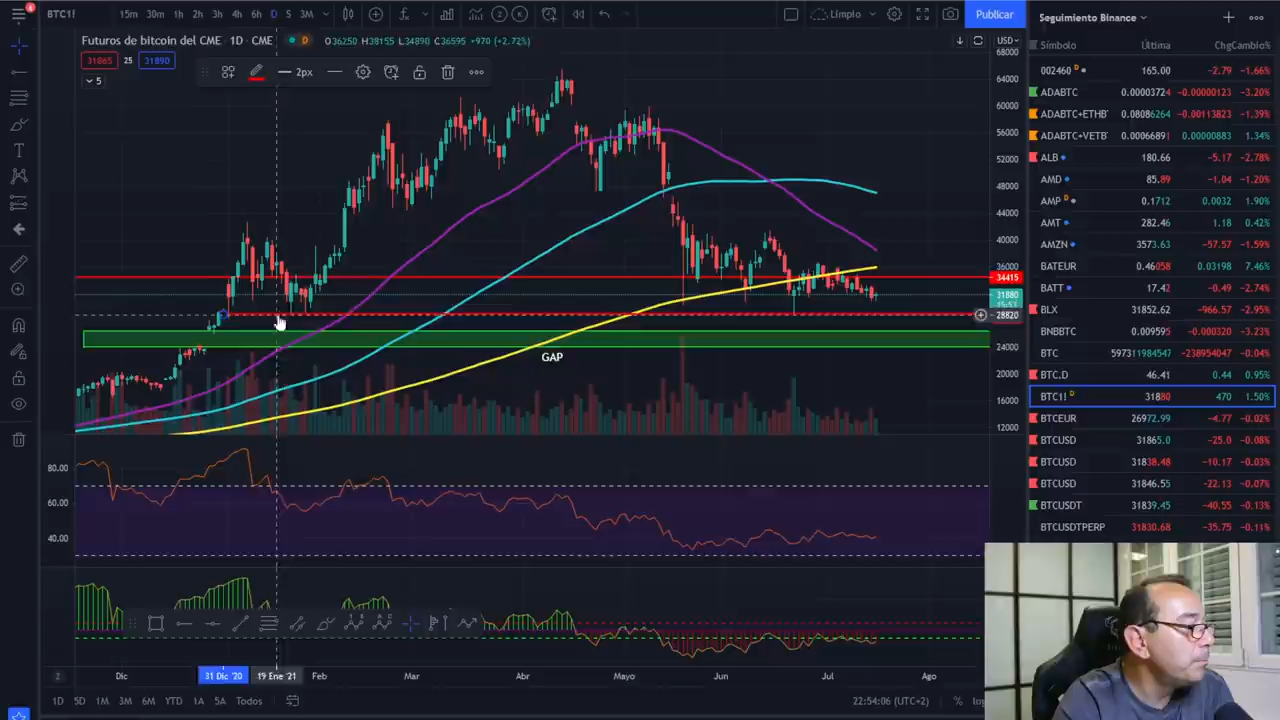 BTC1! 15m 30m 1h 2h 3h 4h 6h D S 3M Limpio Publicar
Futuros de bitcoin del CME · 1D · CME D O36250 H38155 L34890 C36595 +970 (+2.72%) USD
31865 25 31890
2px
5
68000
64000
60000
56000
52000
48000
44000
40000
36000
34415
31880
28820
24000
20000
16000
12000
GAP
80.00
60.00
40.00
Dic 31 Dic '20 19 Ene '21 Feb Mar Abr Mayo Jun Jul Ago
1D 5D 1M 3M 6M YTD 1A 5A Todos 22:54:06 (UTC+2) % log
Seguimiento Binance
Símbolo Última Chg Cambio%
002460 D 165.00 -2.79 -1.66%
ADABTC 0.00003724 -0.00000123 -3.20%
ADABTC+ETHB 0.08086264 -0.00113823 -1.39%
ADABTC+VETB 0.0006689 0.00000883 1.34%
ALB 180.66 -5.17 -2.78%
AMD 85.89 -1.04 -1.20%
AMP D 0.1712 0.0032 1.90%
AMT 282.46 1.18 0.42%
AMZN 3573.63 -57.57 -1.59%
BATEUR 0.46058 0.03198 7.46%
BATT 17.42 -0.49 -2.74%
BLX 31852.62 -966.57 -2.95%
BNBBTC 0.009595 -0.000320 -3.23%
BTC 597311984547 -238954047 -0.04%
BTC.D 46.41 0.44 0.95%
BTC1! D 31880 470 1.50%
BTCEUR 26972.99 -4.77 -0.02%
BTCUSD 31865.0 -25.0 -0.08%
BTCUSD 31838.48 -10.17 -0.03%
BTCUSD 31846.55 -22.13 -0.07%
BTCUSDT 31839.45 -40.55 -0.13%
BTCUSDTPERP 31830.68 -35.75 -0.11%